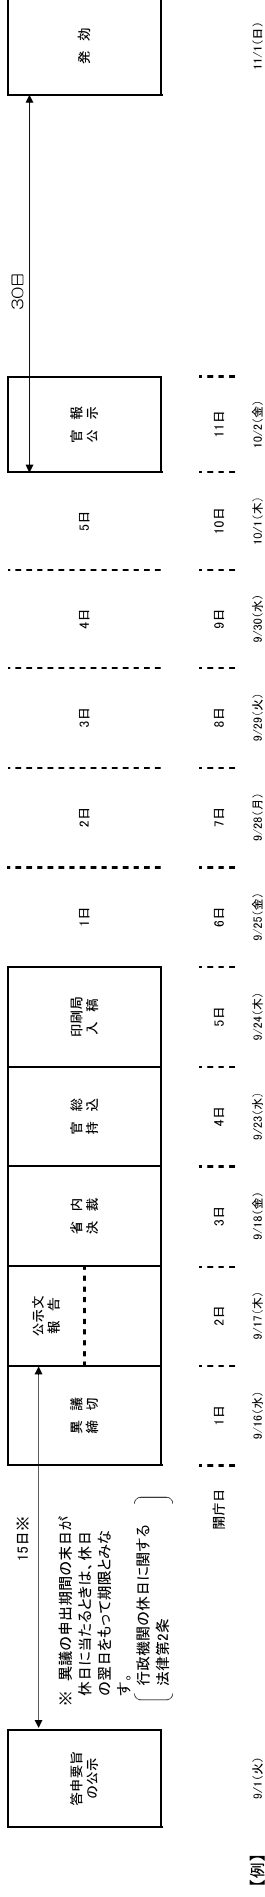 答申要旨
の公示
15日※
※ 異議の申出期間の末日が
休日に当たるときは、休日
の翌日をもって期限とみな
す。
行政機関の休日に関する
法律第2条
異 議
締 切
公示文
報 告
省 内
決 裁
官 総
持 込
印刷局
入 稿
1日
2日
3日
4日
5日
官 報
公 示
30日
発 効
開庁日
1日
2日
3日
4日
5日
6日
7日
8日
9日
10日
11日
【例】
9/1(火)
9/16(水)
9/17(木)
9/18(金)
9/23(水)
9/24(木)
9/25(金)
9/28(月)
9/29(火)
9/30(水)
10/1(木)
10/2(金)
11/1(日)